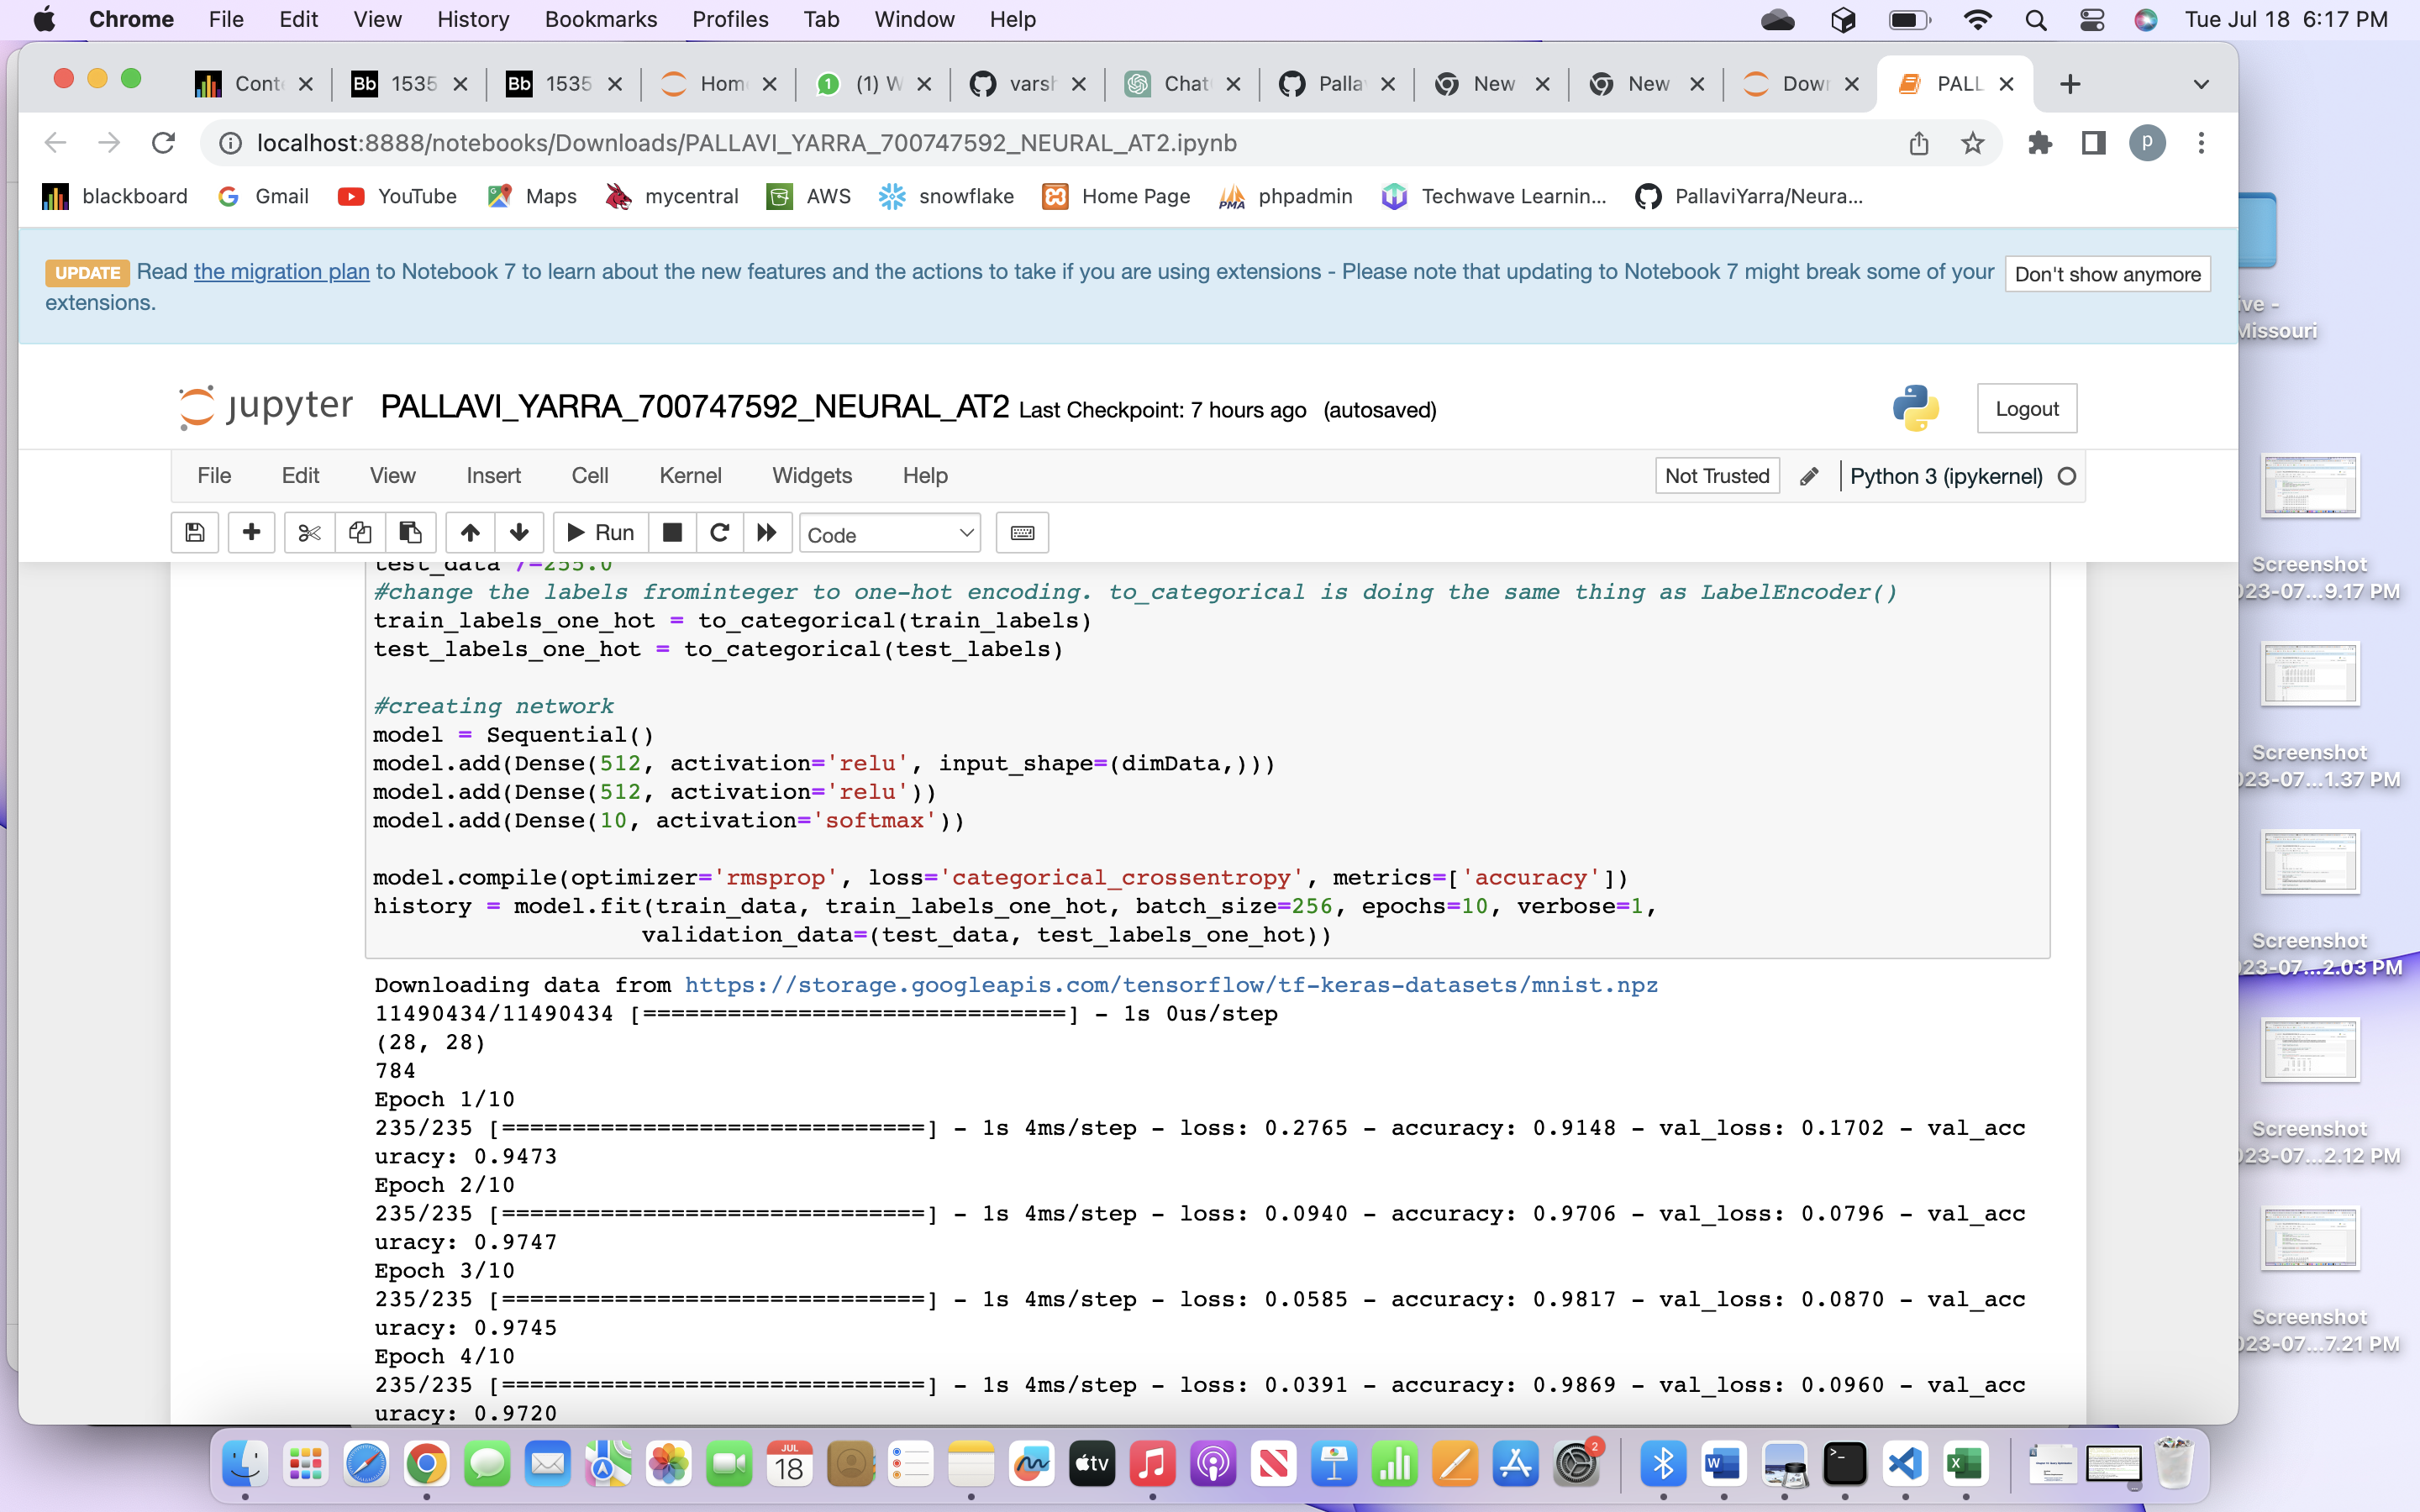 Chrome File Edit View History Bookmarks Profiles Tab Window Help Tue Jul 18 6:17 PM
Cont Bb 1535 Bb 1535 Hom 1 (1) W varsh Chat Palla New New Down PALL
localhost:8888/notebooks/Downloads/PALLAVI_YARRA_700747592_NEURAL_AT2.ipynb p
blackboard Gmail YouTube Maps mycentral AWS snowflake Home Page PMA phpadmin Techwave Learnin... PallaviYarra/Neura...
UPDATE Read the migration plan to Notebook 7 to learn about the new features and the actions to take if you are using extensions - Please note that updating to Notebook 7 might break some of your Don't show anymore
extensions.
ive -
Missouri
jupyter PALLAVI_YARRA_700747592_NEURAL_AT2 Last Checkpoint: 7 hours ago (autosaved) Logout
File Edit View Insert Cell Kernel Widgets Help Not Trusted Python 3 (ipykernel)
Run Code
test_data /=255.0
#change the labels frominteger to one-hot encoding. to_categorical is doing the same thing as LabelEncoder()
train_labels_one_hot = to_categorical(train_labels)
test_labels_one_hot = to_categorical(test_labels)
#creating network
model = Sequential()
model.add(Dense(512, activation='relu', input_shape=(dimData,)))
model.add(Dense(512, activation='relu'))
model.add(Dense(10, activation='softmax'))
model.compile(optimizer='rmsprop', loss='categorical_crossentropy', metrics=['accuracy'])
history = model.fit(train_data, train_labels_one_hot, batch_size=256, epochs=10, verbose=1,
validation_data=(test_data, test_labels_one_hot))
Downloading data from https://storage.googleapis.com/tensorflow/tf-keras-datasets/mnist.npz
11490434/11490434 [==============================] - 1s 0us/step
(28, 28)
784
Epoch 1/10
235/235 [==============================] - 1s 4ms/step - loss: 0.2765 - accuracy: 0.9148 - val_loss: 0.1702 - val_acc
uracy: 0.9473
Epoch 2/10
235/235 [==============================] - 1s 4ms/step - loss: 0.0940 - accuracy: 0.9706 - val_loss: 0.0796 - val_acc
uracy: 0.9747
Epoch 3/10
235/235 [==============================] - 1s 4ms/step - loss: 0.0585 - accuracy: 0.9817 - val_loss: 0.0870 - val_acc
uracy: 0.9745
Epoch 4/10
235/235 [==============================] - 1s 4ms/step - loss: 0.0391 - accuracy: 0.9869 - val_loss: 0.0960 - val_acc
uracy: 0.9720
Screenshot
023-07...9.17 PM
Screenshot
023-07...1.37 PM
Screenshot
023-07...2.03 PM
Screenshot
023-07...2.12 PM
Screenshot
023-07...7.21 PM
JUL
18
tv
2